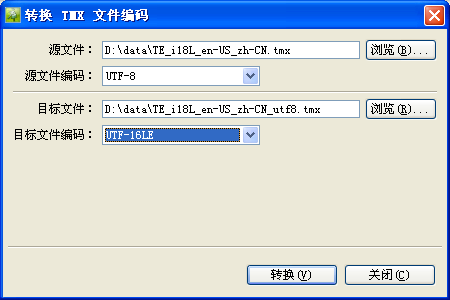 转换 TMX 文件编码
源文件： D:\data\TE_i18L_en-US_zh-CN.tmx 浏览(B)...
源文件编码： UTF-8
目标文件： D:\data\TE_i18L_en-US_zh-CN_utf8.tmx 浏览(R)...
目标文件编码： UTF-16LE
转换(V) 关闭(C)